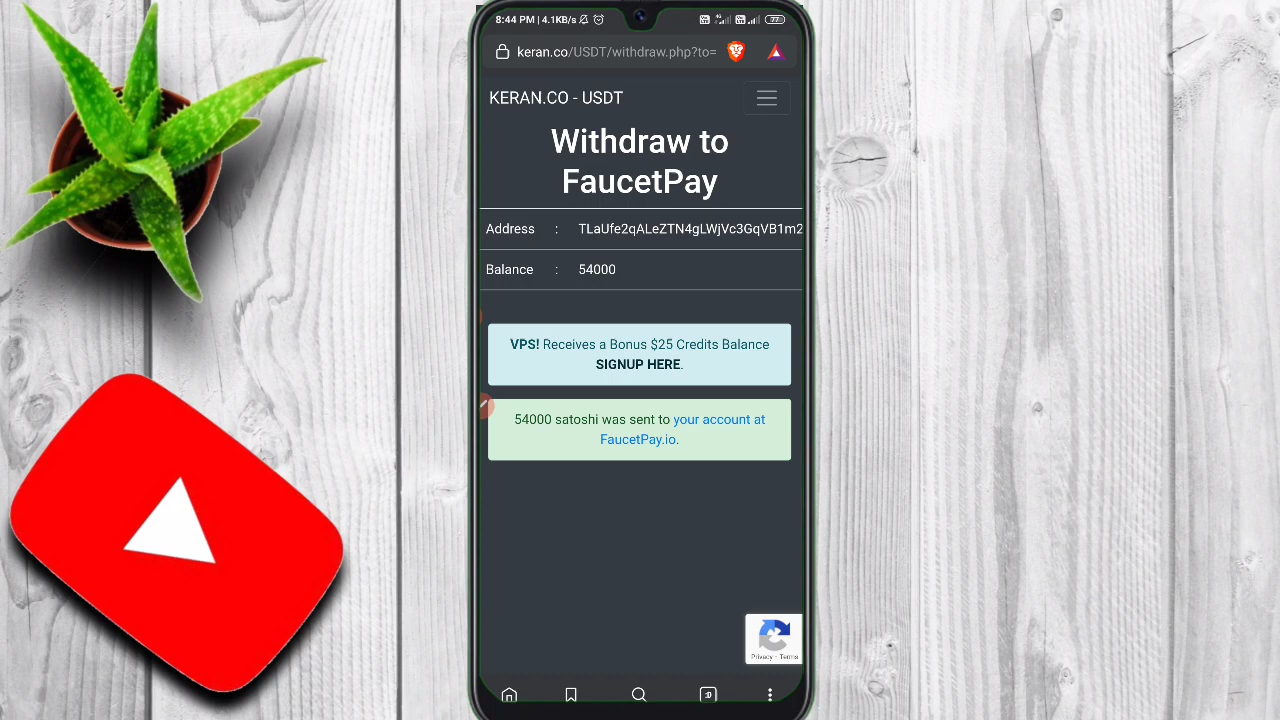 8:44 PM | 4.1KB/s
77
keran.co/USDT/withdraw.php?to=
KERAN.CO - USDT
Withdraw to
FaucetPay
Address : TLaUfe2qALeZTN4gLWjVc3GqVB1m2
Balance : 54000
VPS! Receives a Bonus $25 Credits Balance
SIGNUP HERE.
54000 satoshi was sent to your account at
FaucetPay.io.
Privacy - Terms
:D